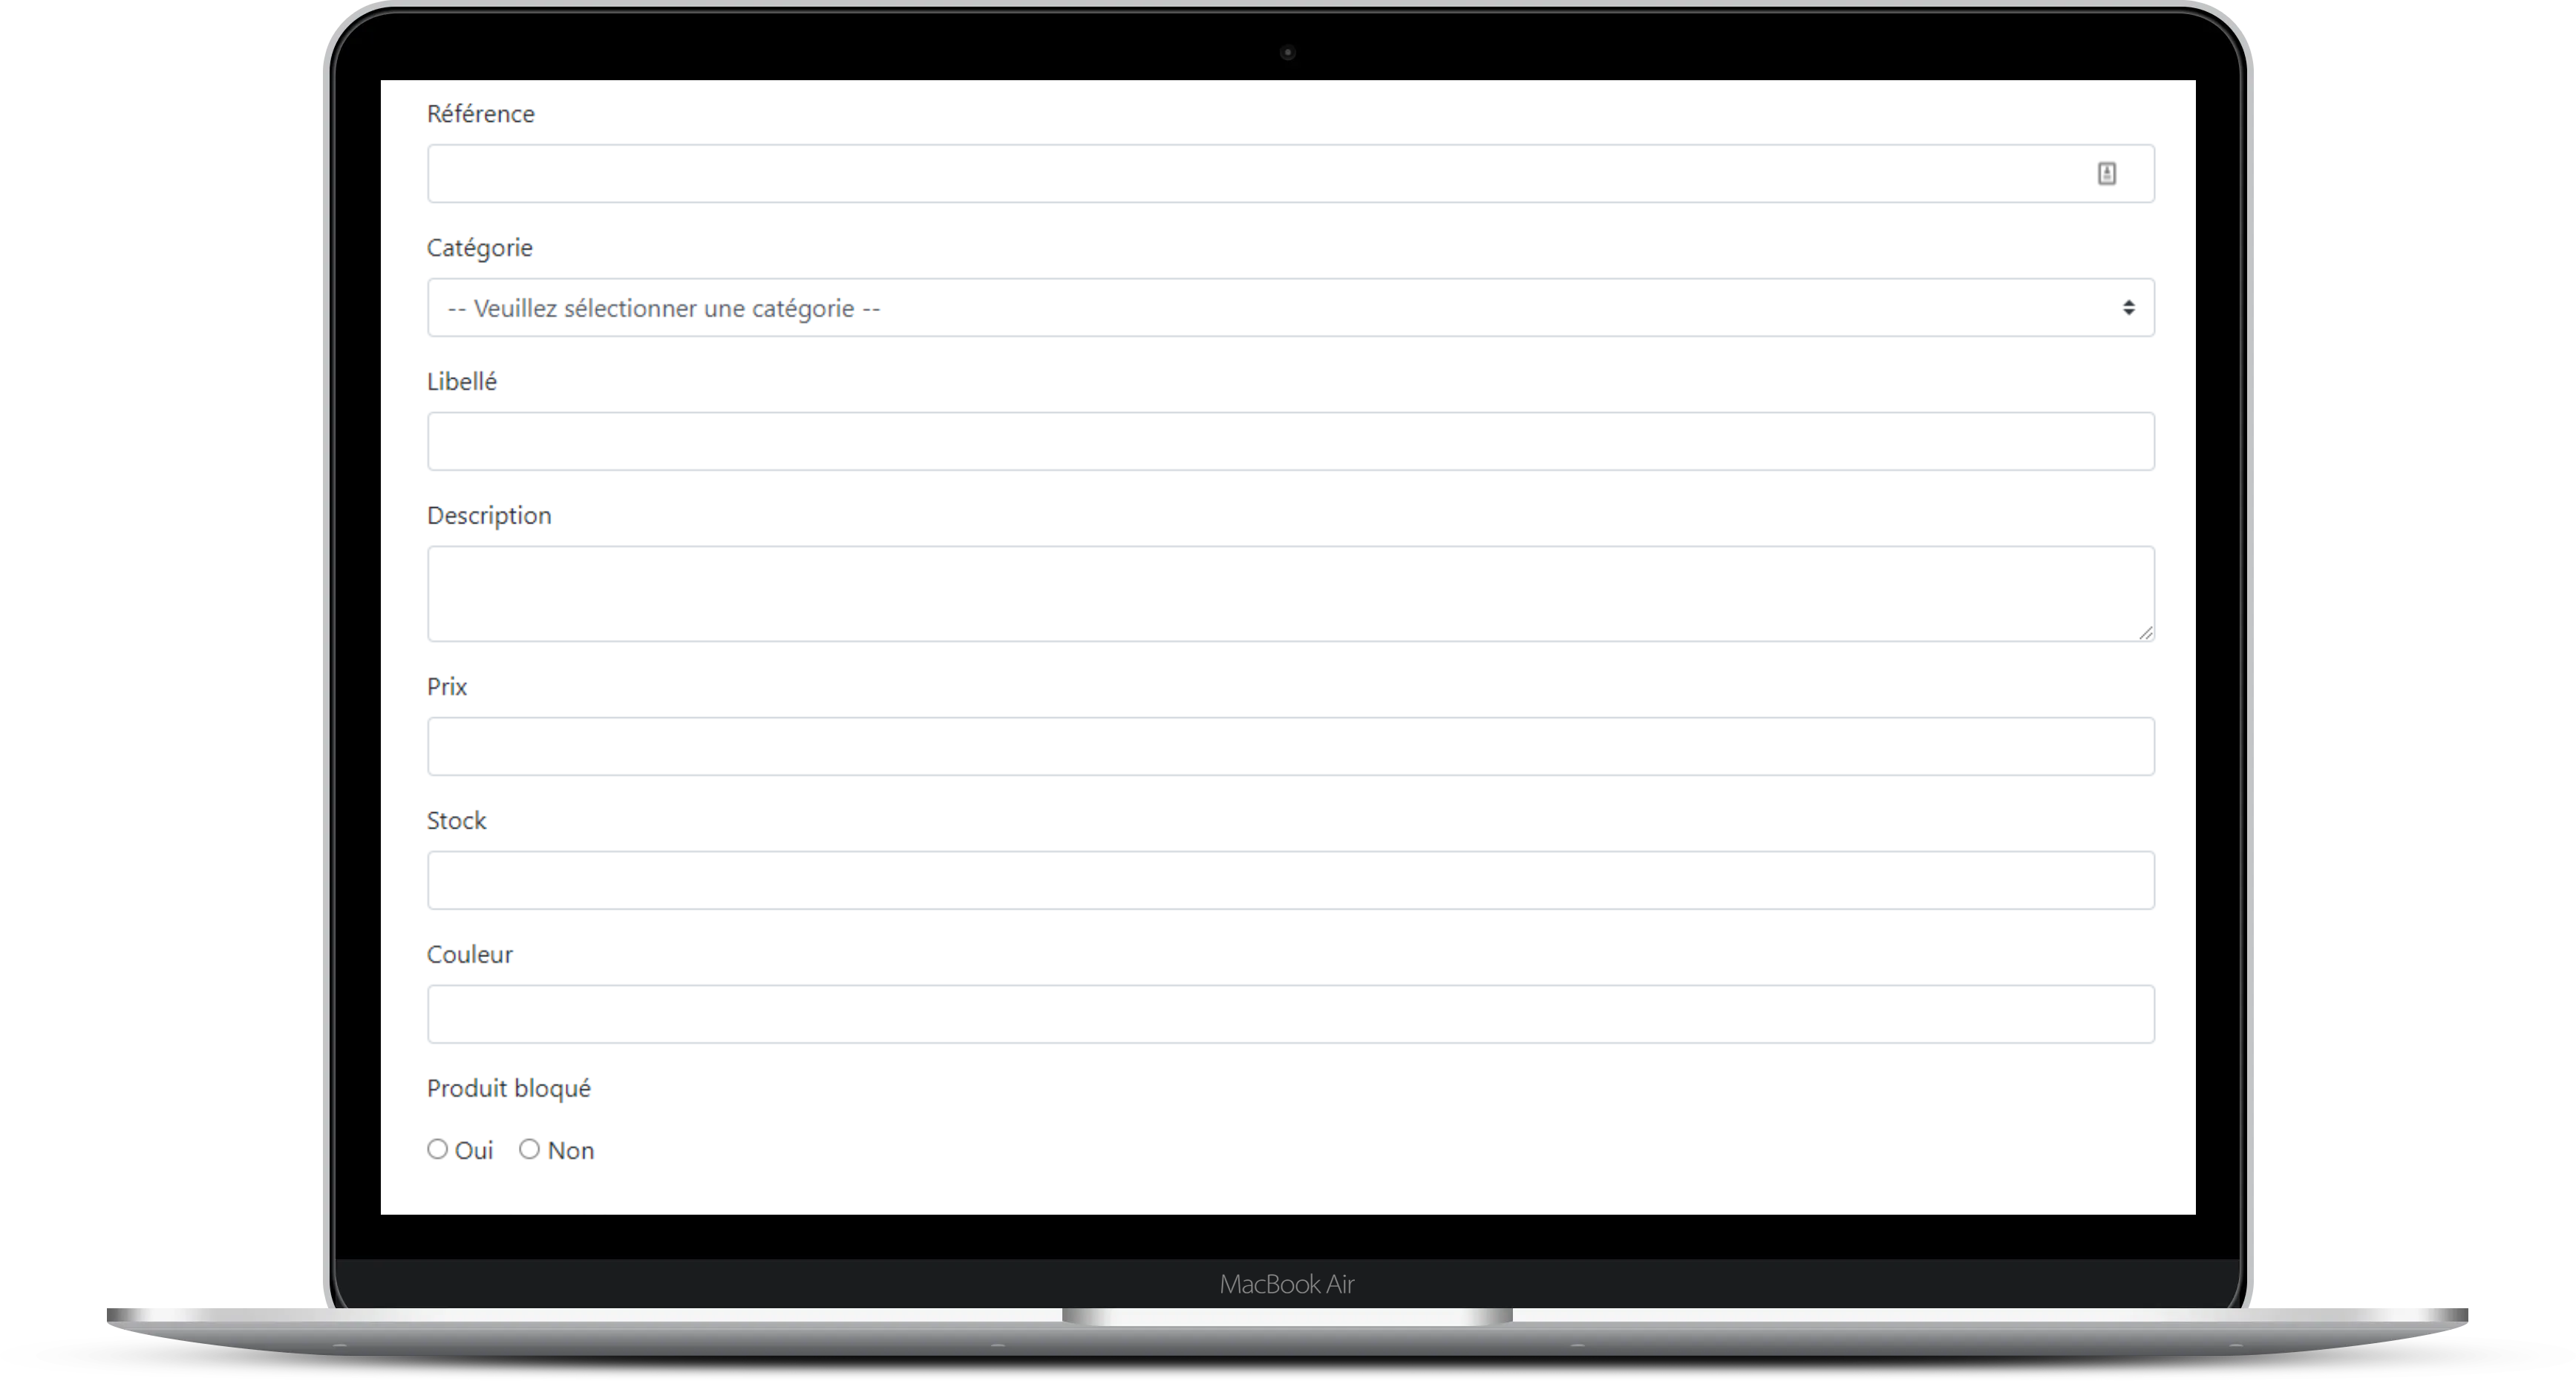 Référence
Catégorie
-- Veuillez sélectionner une catégorie --
Libellé
Description
Prix
Stock
Couleur
Produit bloqué
Oui Non
MacBook Air